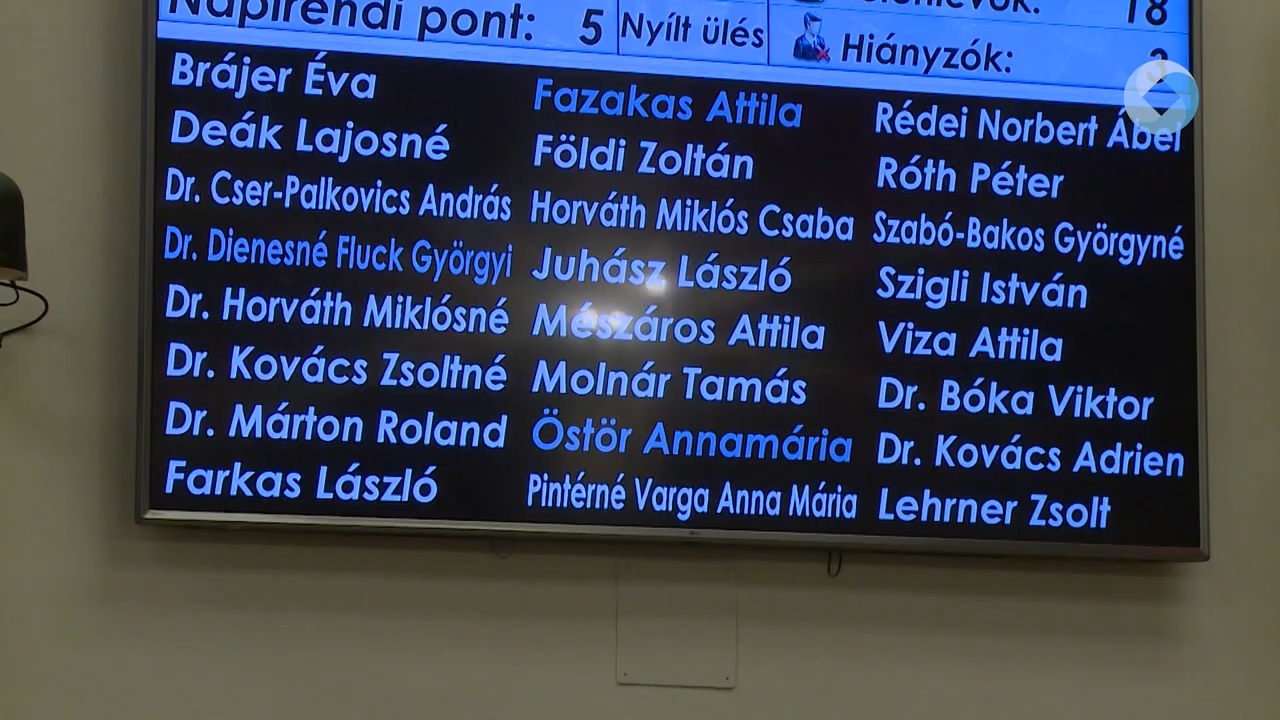 Napirendi pont: 5
Nyílt ülés
18
Hiányzók:
Brájer Éva
Deák Lajosné
Dr. Cser-Palkovics András
Dr. Dienesné Fluck Györgyi
Dr. Horváth Miklósné
Dr. Kovács Zsoltné
Dr. Márton Roland
Farkas László
Fazakas Attila
Földi Zoltán
Horváth Miklós Csaba
Juhász László
Mészáros Attila
Molnár Tamás
Östör Annamária
Pintérné Varga Anna Mária
Rédei Norbert Ábel
Róth Péter
Szabó-Bakos Györgyné
Szigli István
Viza Attila
Dr. Bóka Viktor
Dr. Kovács Adrien
Lehrner Zsolt